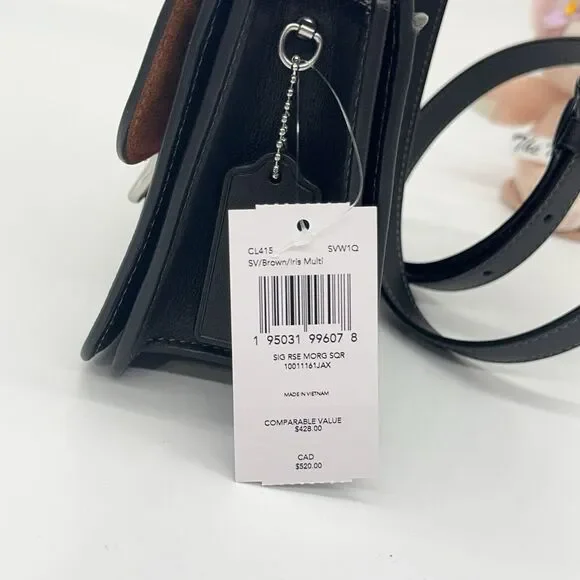 CL415 SVW1Q
SV/Brown/Iris Multi
1 95031 99607 8
SIG RSE MORG SQR
10011161JAX
MADE IN VIETNAM
COMPARABLE VALUE
$428.00
CAD
$520.00
The